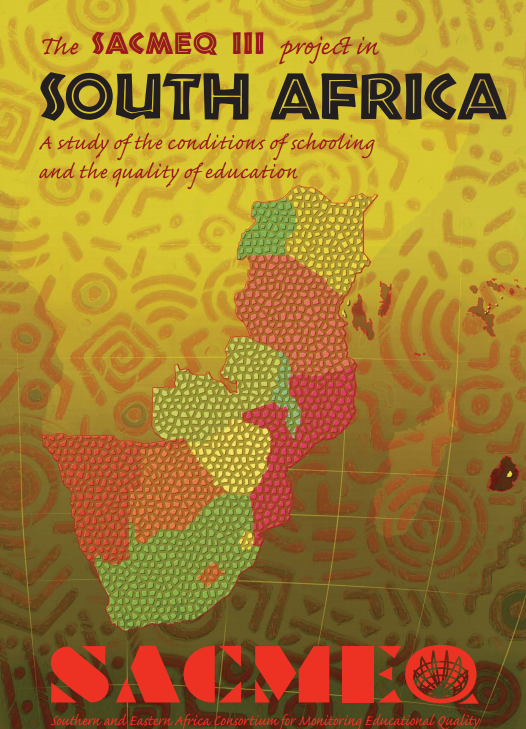 The SACMEQ III project in
SOUTH AFRICA
A study of the conditions of schooling
and the quality of education
SACMEQ
Southern and Eastern Africa Consortium for Monitoring Educational Quality